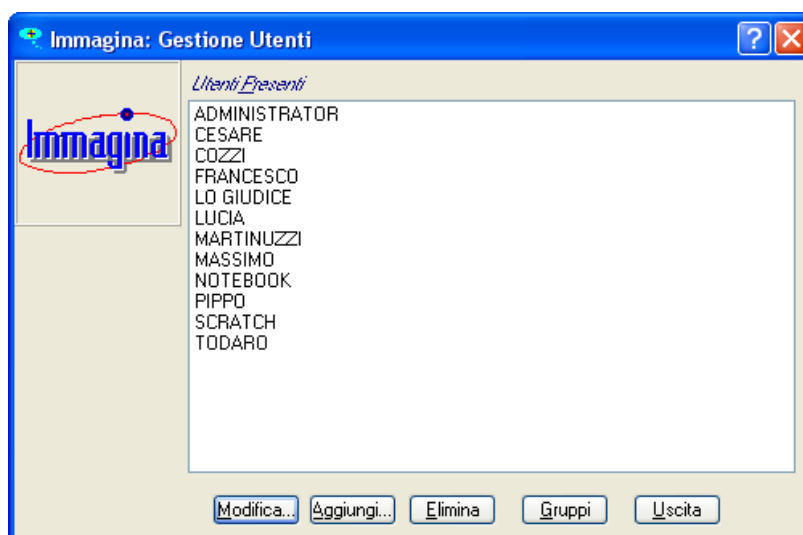 Immagina: Gestione Utenti
Immagina
Utenti Presenti
ADMINISTRATOR
CESARE
COZZI
FRANCESCO
LO GIUDICE
LUCIA
MARTINUZZI
MASSIMO
NOTEBOOK
PIPPO
SCRATCH
TODARO
Modifica... Aggiungi... Elimina Gruppi Uscita